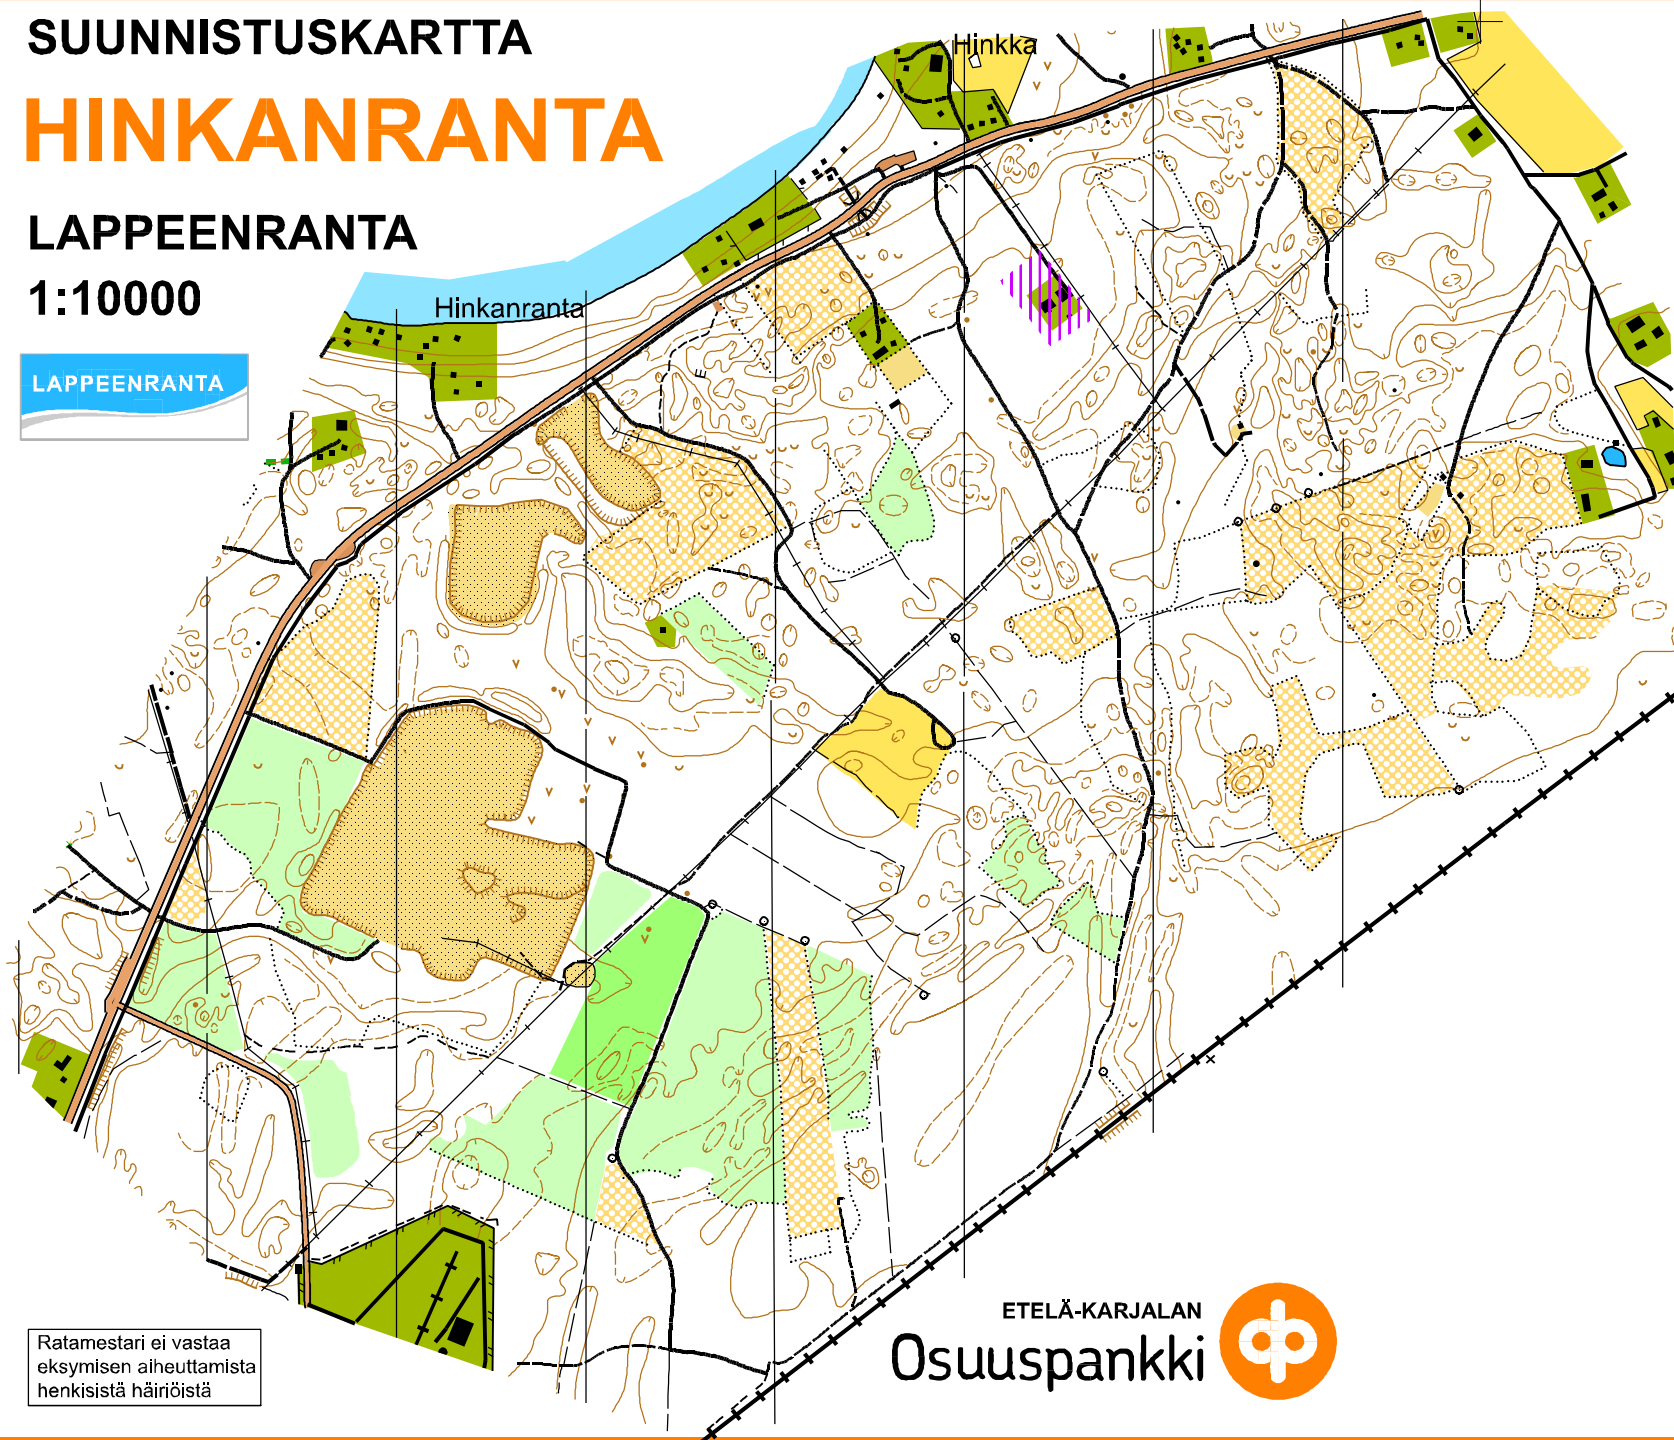 SUUNNISTUSKARTTA
HINKANRANTA
LAPPEENRANTA
1:10000
LAPPEENRANTA
Hinkka
Hinkanranta
Ratamestari ei vastaa
eksymisen aiheuttamista
henkisistä häiriöistä
ETELÄ-KARJALAN
Osuuspankki